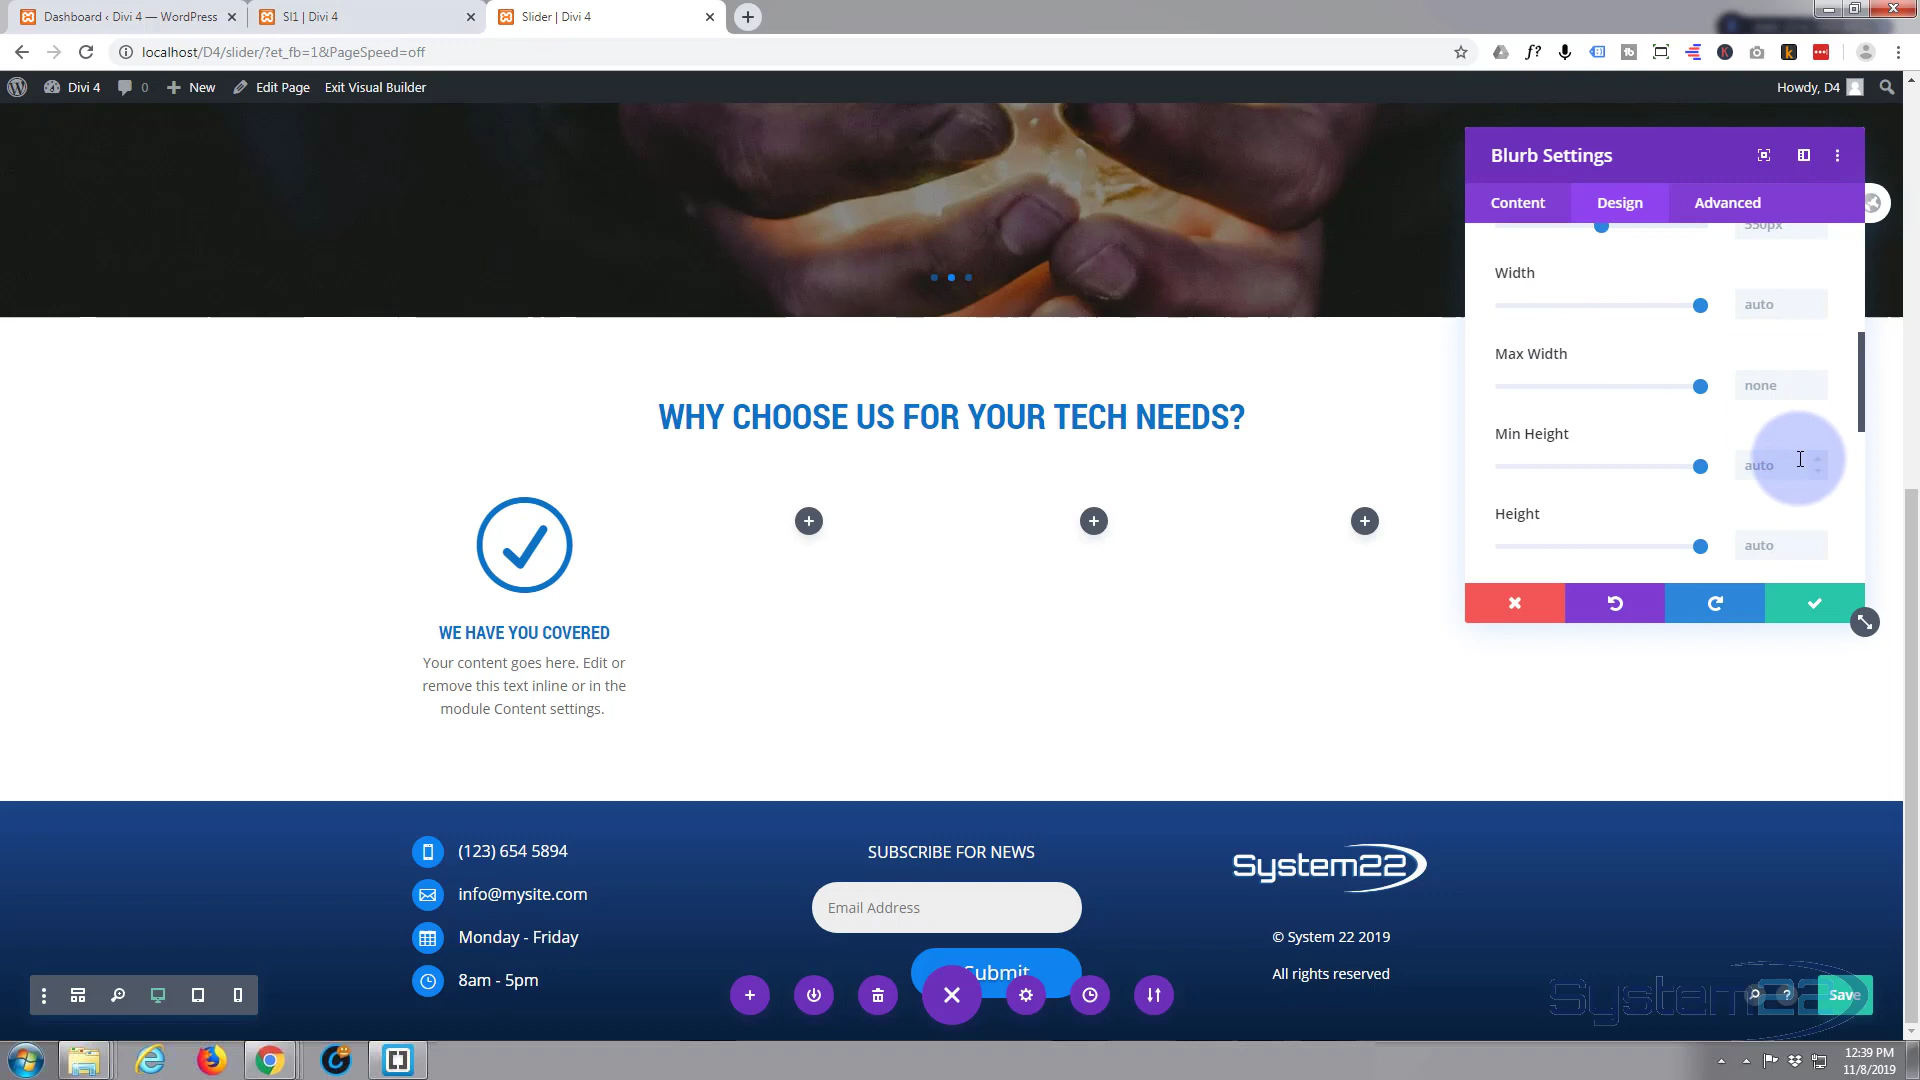 Dashboard ‹ Divi 4 — WordPress
Sl1 | Divi 4
Slider | Divi 4
localhost/D4/slider/?et_fb=1&PageSpeed=off
Divi 4
0
New
Edit Page
Exit Visual Builder
Howdy, D4
Blurb Settings
Content
Design
Advanced
550px
Width
auto
Max Width
none
Min Height
auto
Height
auto
WHY CHOOSE US FOR YOUR TECH NEEDS?
WE HAVE YOU COVERED
Your content goes here. Edit or
remove this text inline or in the
module Content settings.
(123) 654 5894
info@mysite.com
Monday - Friday
8am - 5pm
SUBSCRIBE FOR NEWS
Email Address
Submit
System22
© System 22 2019
All rights reserved
System22
Save
12:39 PM
11/8/2019